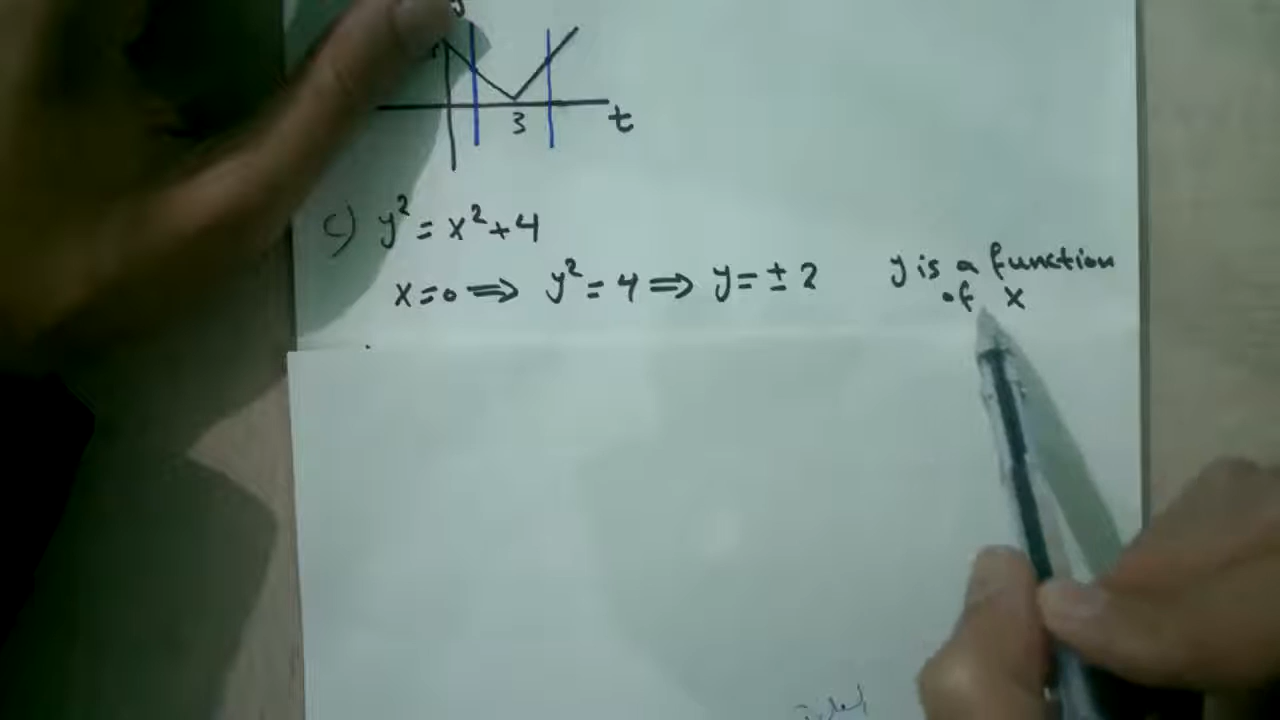 y
3
t
c) y² = x² + 4
x = 0 ⟹ y² = 4 ⟹ y = ± 2
y is a function
of x